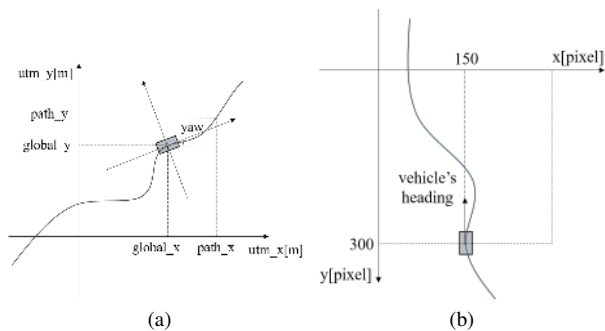 utm_y[m]
path_y
global_y
yaw
global_x path_x utm_x[m]
(a)
150 x[pixel]
vehicle's
heading
300
y[pixel]
(b)